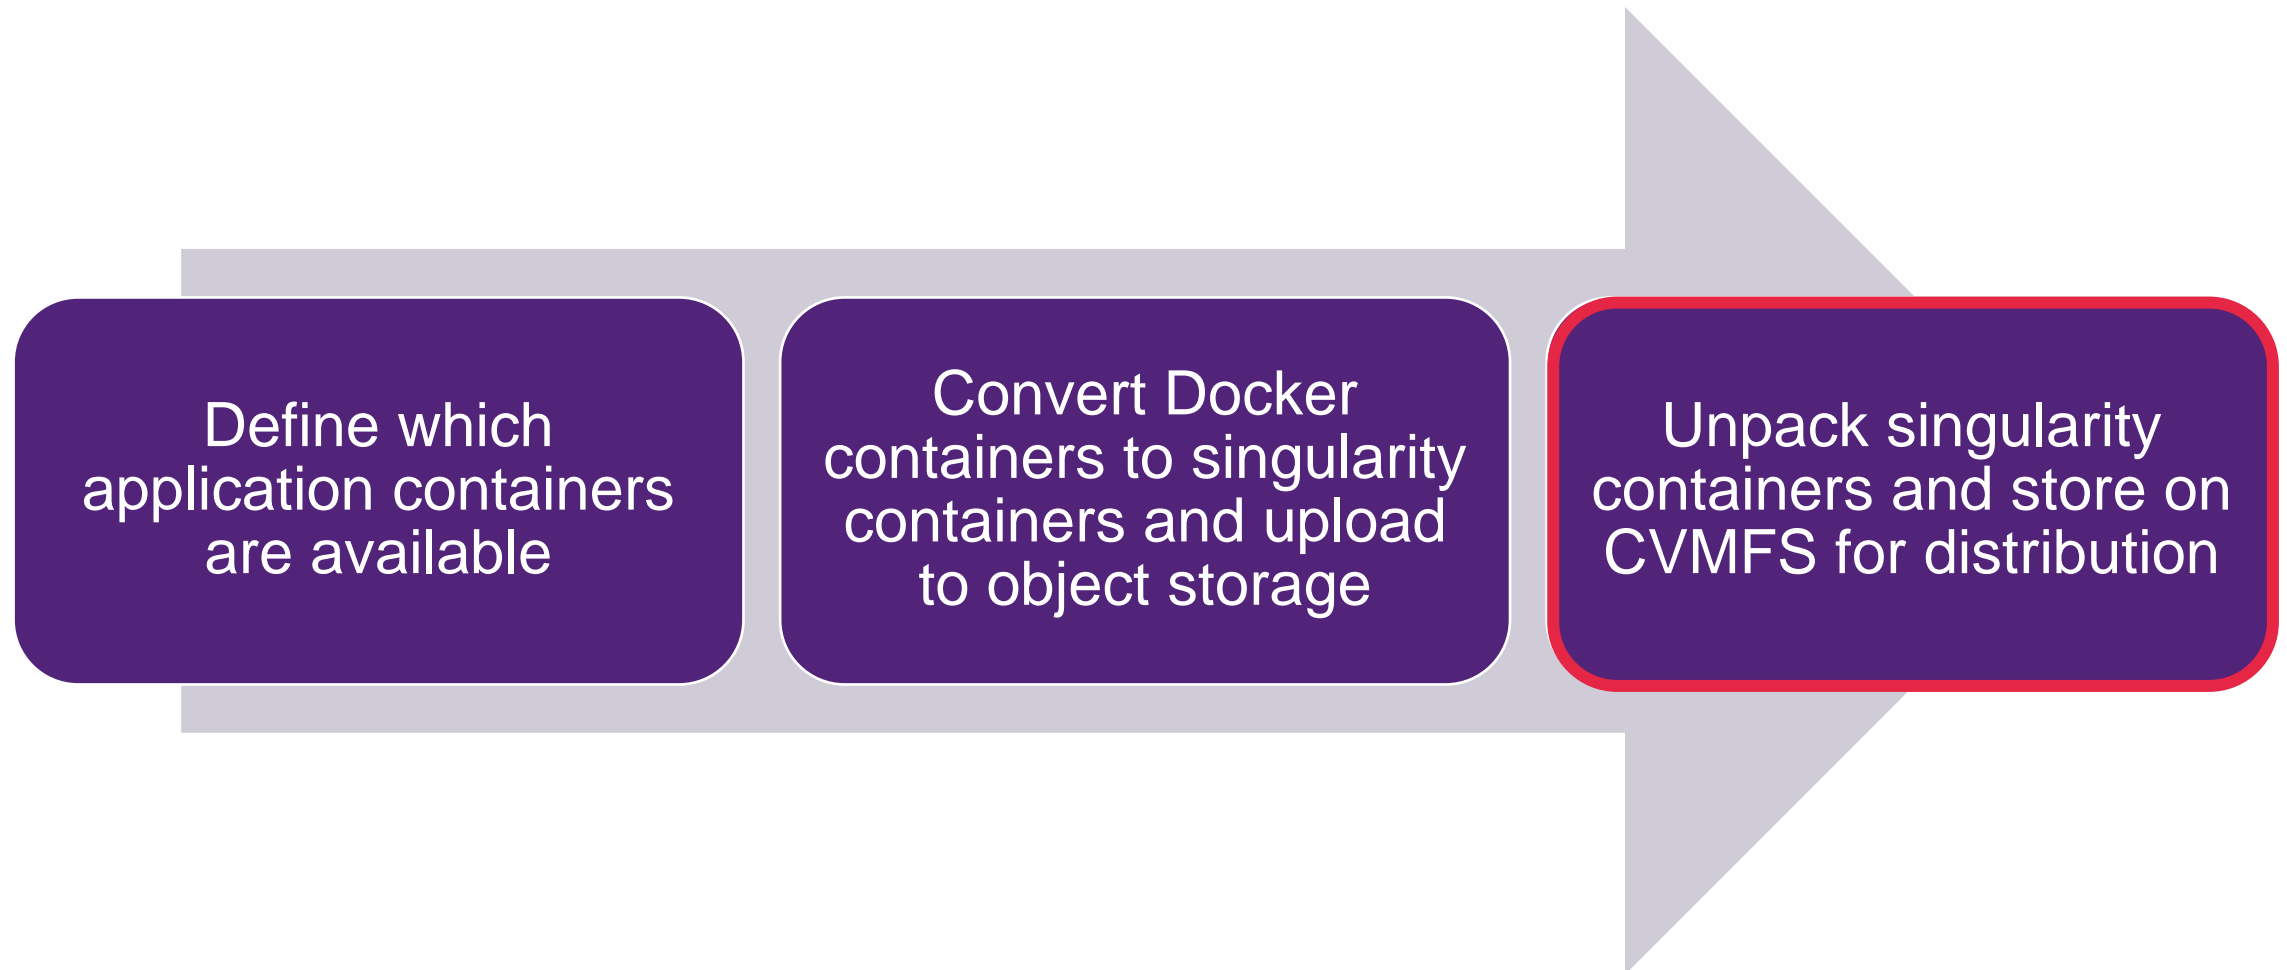 Define which
application containers
are available
Convert Docker
containers to singularity
containers and upload
to object storage
Unpack singularity
containers and store on
CVMFS for distribution